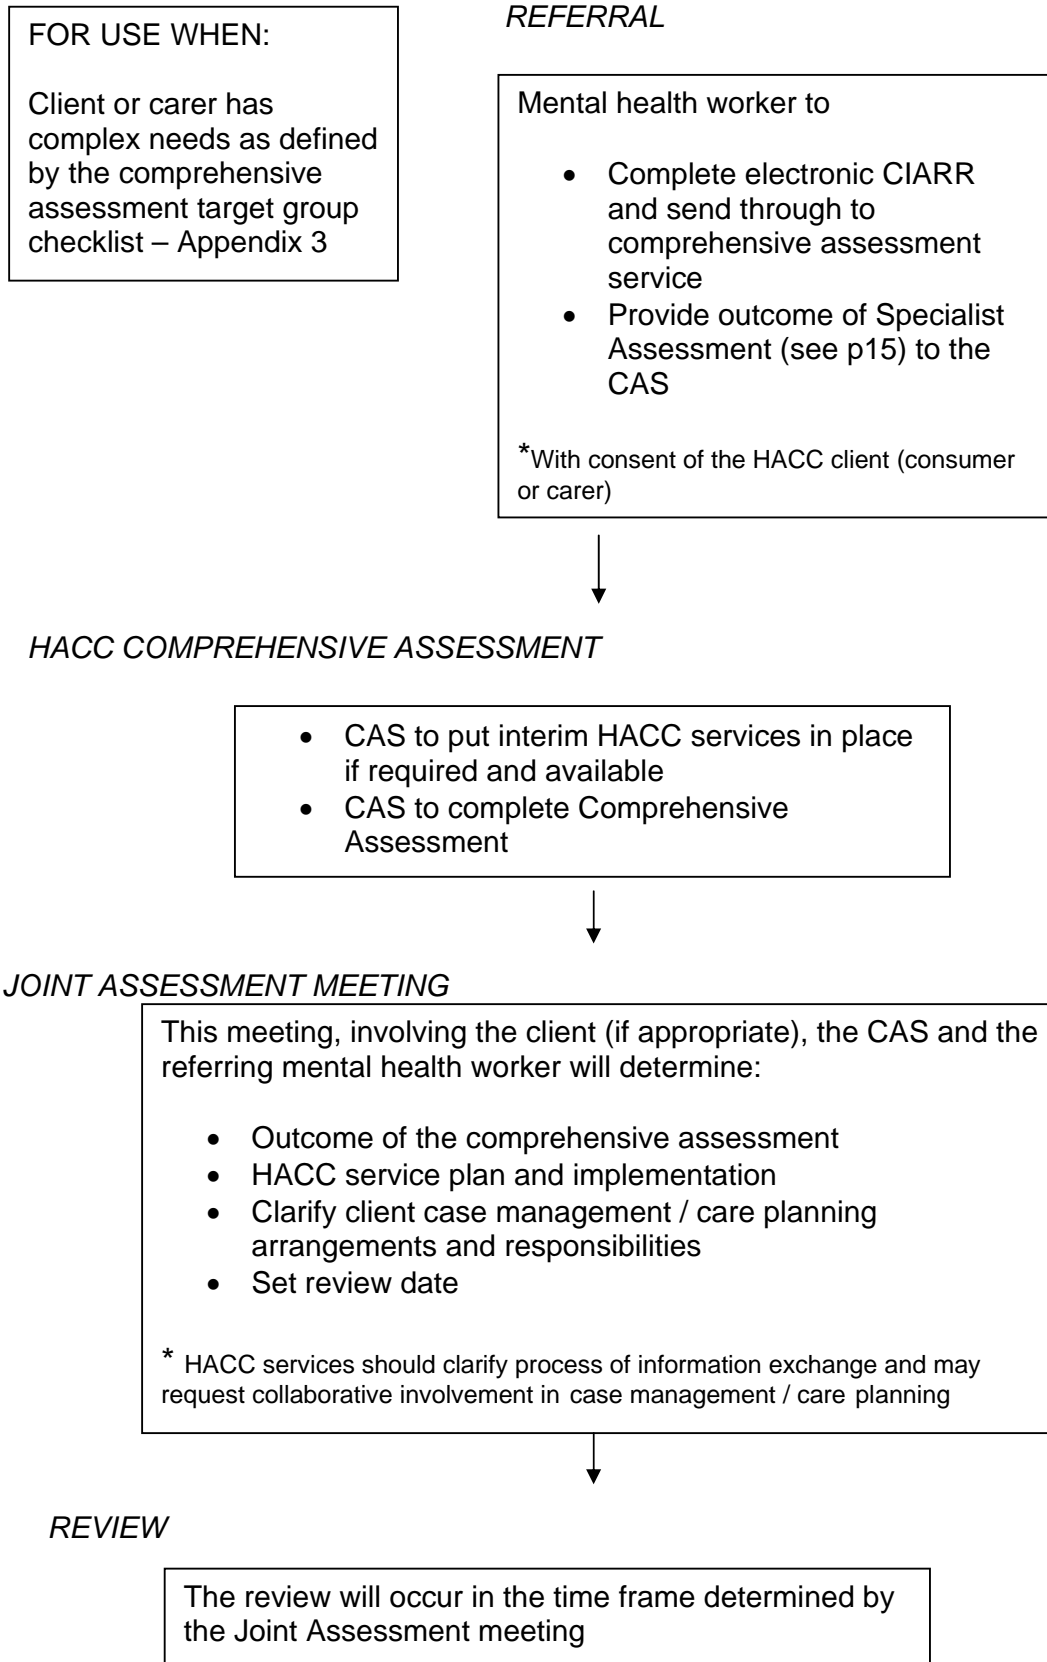 FOR USE WHEN:
Client or carer has
complex needs as defined
by the comprehensive
assessment target group
checklist – Appendix 3
REFERRAL
Mental health worker to
• Complete electronic CIARR
and send through to
comprehensive assessment
service
• Provide outcome of Specialist
Assessment (see p15) to the
CAS
*With consent of the HACC client (consumer
or carer)
HACC COMPREHENSIVE ASSESSMENT
• CAS to put interim HACC services in place
if required and available
• CAS to complete Comprehensive
Assessment
JOINT ASSESSMENT MEETING
This meeting, involving the client (if appropriate), the CAS and the
referring mental health worker will determine:
• Outcome of the comprehensive assessment
• HACC service plan and implementation
• Clarify client case management / care planning
arrangements and responsibilities
• Set review date
* HACC services should clarify process of information exchange and may
request collaborative involvement in case management / care planning
REVIEW
The review will occur in the time frame determined by
the Joint Assessment meeting